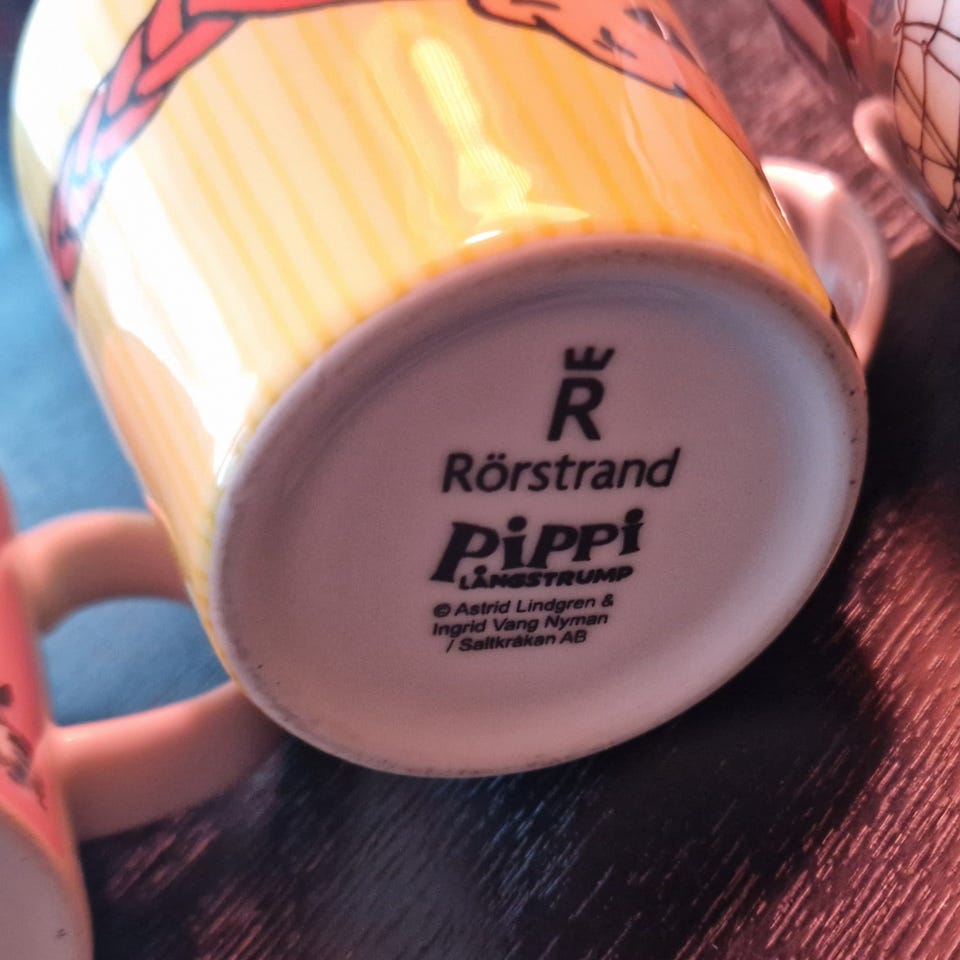 R
Rörstrand
PiPPi
LÅNGSTRUMP
© Astrid Lindgren &
Ingrid Vang Nyman
/ Saltkråkan AB